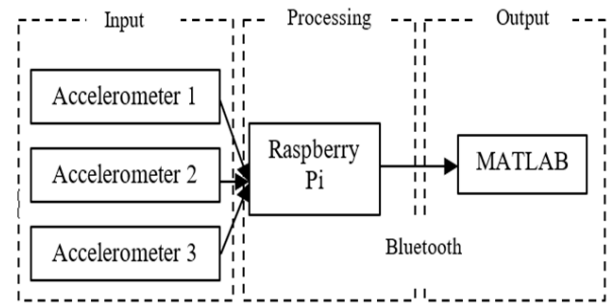 Input
Processing
Output
Accelerometer 1
Accelerometer 2
Accelerometer 3
Raspberry
Pi
MATLAB
Bluetooth